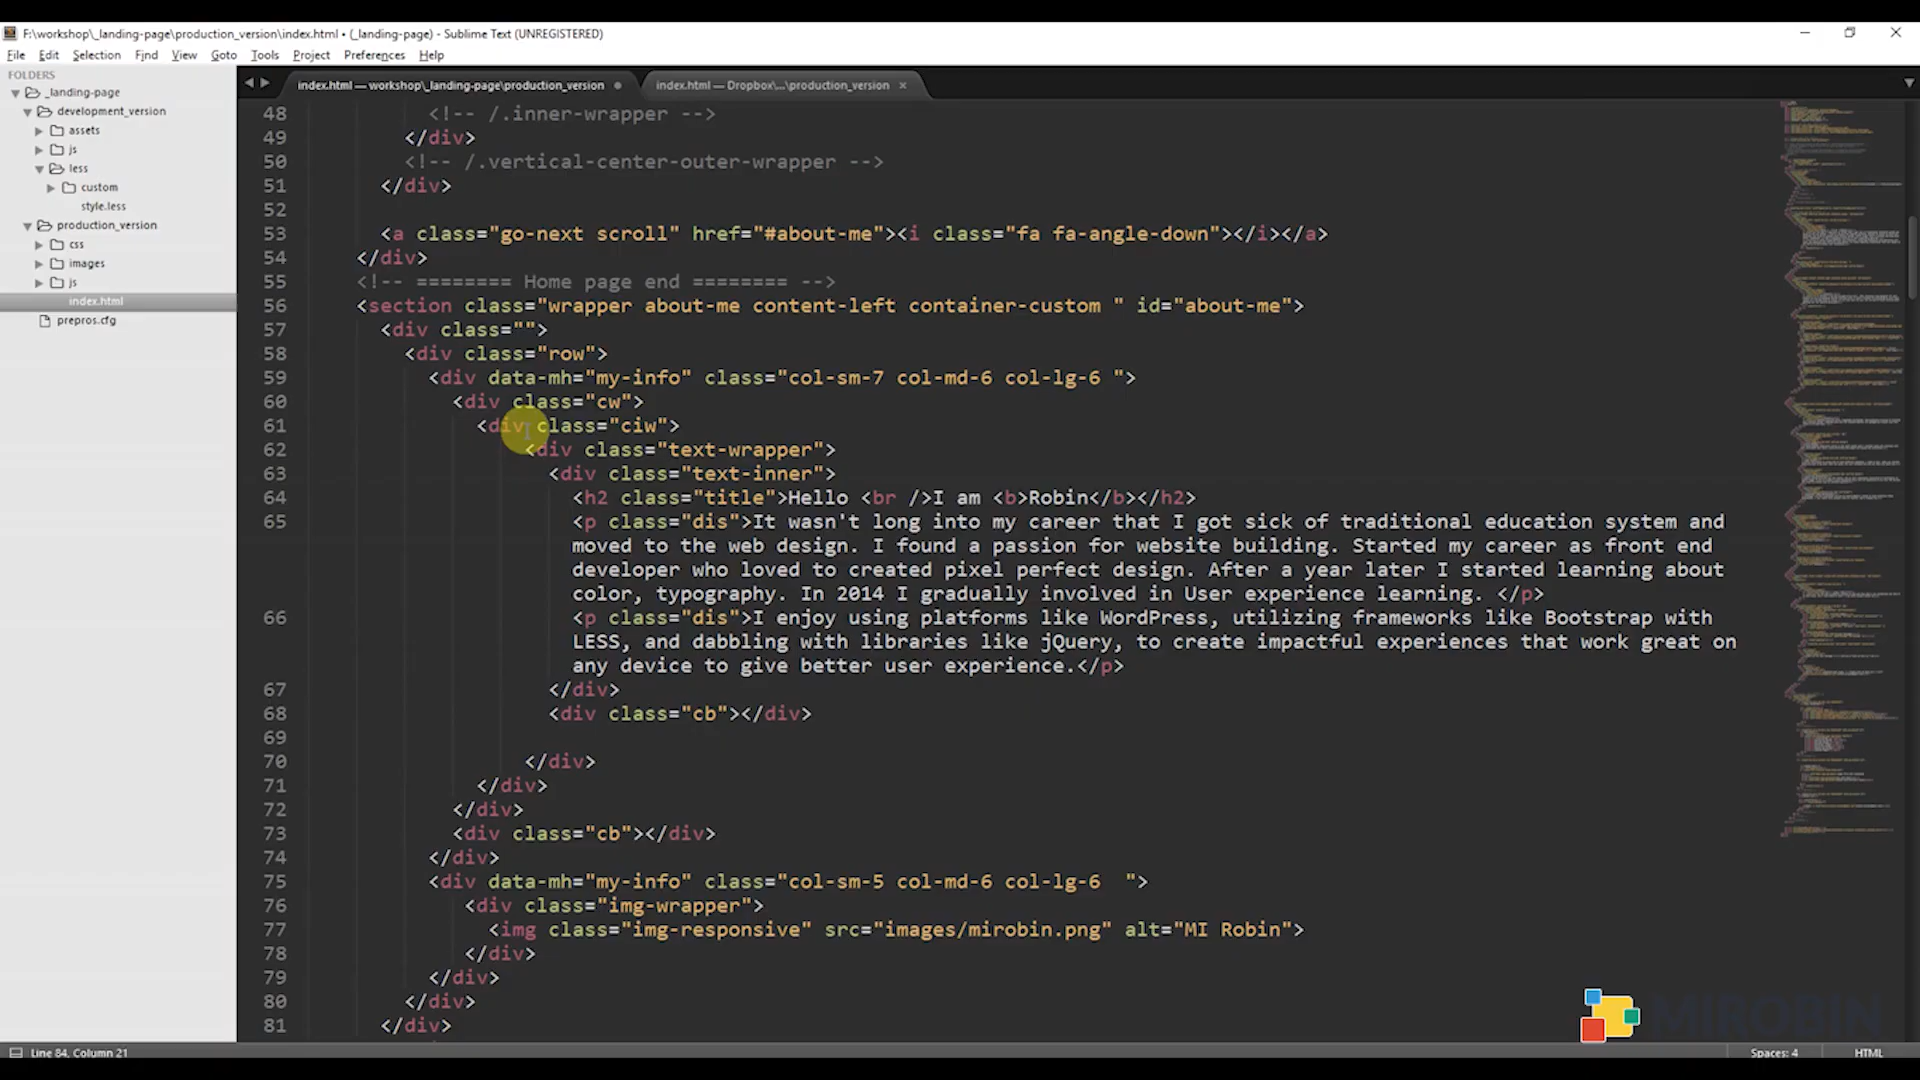 F:\workshop\_landing-page\production_version\index.html • (_landing-page) - Sublime Text (UNREGISTERED)
File Edit Selection Find View Goto Tools Project Preferences Help
FOLDERS
_landing-page
development_version
assets
js
less
custom
style.less
production_version
css
images
js
index.html
prepros.cfg
index.html — workshop\_landing-page\production_version
index.html — Dropbox\...\production_version
48 <!-- /.inner-wrapper -->
49 </div>
50 <!-- /.vertical-center-outer-wrapper -->
51 </div>
52
53 <a class="go-next scroll" href="#about-me"><i class="fa fa-angle-down"></i></a>
54 </div>
55 <!-- ======== Home page end ======== -->
56 <section class="wrapper about-me content-left container-custom " id="about-me">
57 <div class="">
58 <div class="row">
59 <div data-mh="my-info" class="col-sm-7 col-md-6 col-lg-6 ">
60 <div class="cw">
61 <div class="ciw">
62 <div class="text-wrapper">
63 <div class="text-inner">
64 <h2 class="title">Hello <br />I am <b>Robin</b></h2>
65 <p class="dis">It wasn't long into my career that I got sick of traditional education system and
moved to the web design. I found a passion for website building. Started my career as front end
developer who loved to created pixel perfect design. After a year later I started learning about
color, typography. In 2014 I gradually involved in User experience learning. </p>
66 <p class="dis">I enjoy using platforms like WordPress, utilizing frameworks like Bootstrap with
LESS, and dabbling with libraries like jQuery, to create impactful experiences that work great on
any device to give better user experience.</p>
67 </div>
68 <div class="cb"></div>
69
70 </div>
71 </div>
72 </div>
73 <div class="cb"></div>
74 </div>
75 <div data-mh="my-info" class="col-sm-5 col-md-6 col-lg-6  ">
76 <div class="img-wrapper">
77 <img class="img-responsive" src="images/mirobin.png" alt="MI Robin">
78 </div>
79 </div>
80 </div>
81 </div>
MIROBIN
Line 84, Column 21
Spaces: 4
HTML